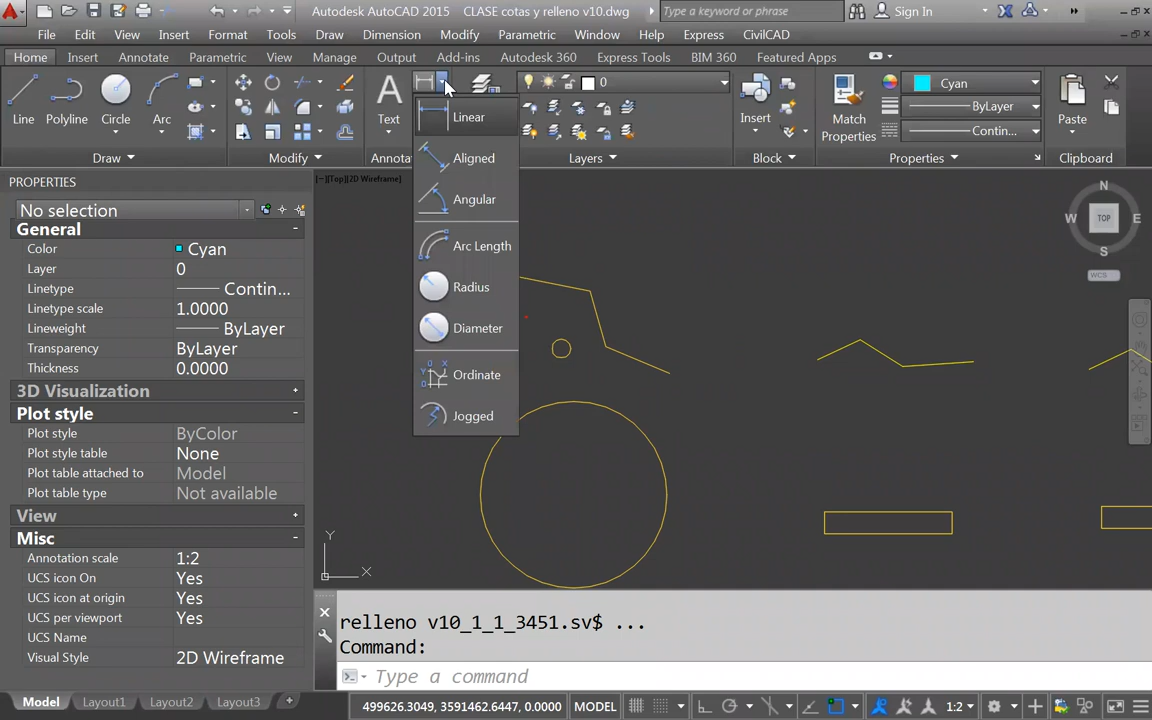 Autodesk AutoCAD 2015 CLASE cotas y relleno v10.dwg Type a keyword or phrase Sign In
File Edit View Insert Format Tools Draw Dimension Modify Parametric Window Help Express CivilCAD
Home Insert Annotate Parametric View Manage Output Add-ins Autodesk 360 Express Tools BIM 360 Featured Apps
0 Cyan
ByLayer
Line Polyline Circle Arc Text Insert Match Properties Contin... Paste
Draw Modify Annota Layers Block Properties Clipboard
Linear
Aligned
Angular
Arc Length
Radius
Diameter
Ordinate
Jogged
PROPERTIES
No selection
General -
Color Cyan
Layer 0
Linetype Contin...
Linetype scale 1.0000
Lineweight ByLayer
Transparency ByLayer
Thickness 0.0000
3D Visualization +
Plot style -
Plot style ByColor
Plot style table None
Plot table attached to Model
Plot table type Not available
View +
Misc -
Annotation scale 1:2
UCS icon On Yes
UCS icon at origin Yes
UCS per viewport Yes
UCS Name
Visual Style 2D Wireframe
[−][Top][2D Wireframe]
N
W TOP E
S
WCS
Y
X
relleno v10_1_1_3451.sv$ ...
Command:
Type a command
Model Layout1 Layout2 Layout3 + 499626.3049, 3591462.6447, 0.0000 MODEL 1:2